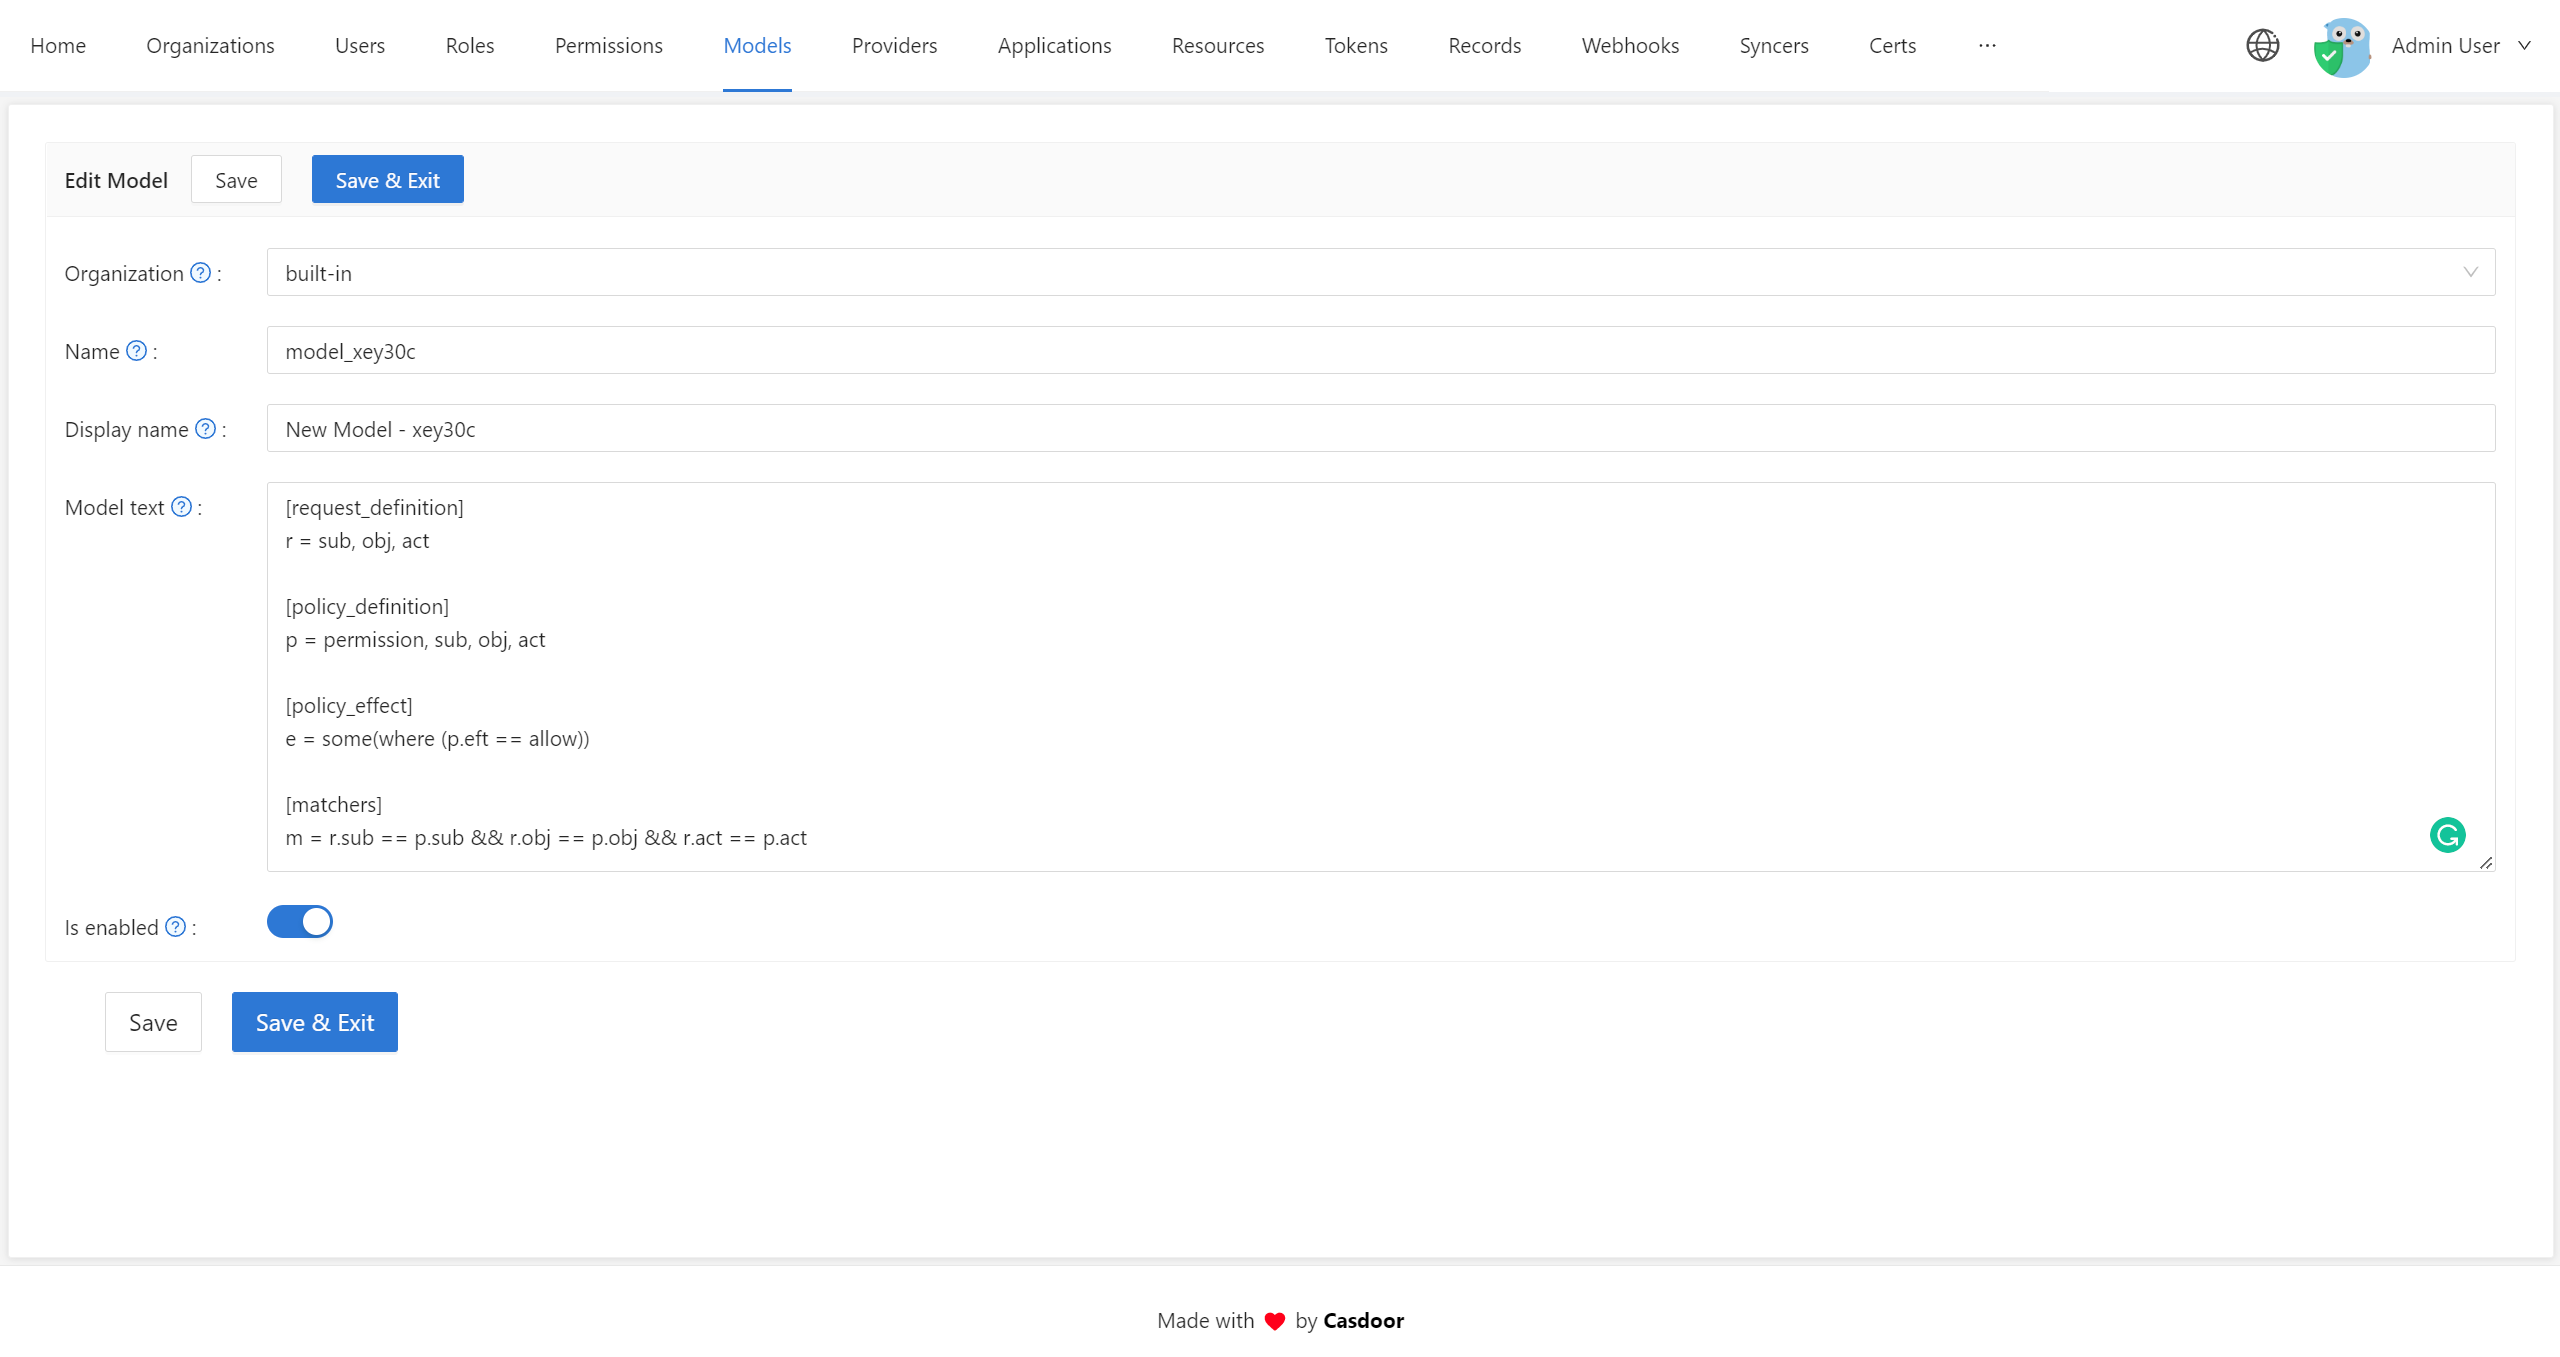 Home Organizations Users Roles Permissions Models Providers Applications Resources Tokens Records Webhooks Syncers Certs ··· Admin User
Edit Model Save Save & Exit
Organization ? : built-in
Name ? : model_xey30c
Display name ? : New Model - xey30c
Model text ? : [request_definition]
r = sub, obj, act
[policy_definition]
p = permission, sub, obj, act
[policy_effect]
e = some(where (p.eft == allow))
[matchers]
m = r.sub == p.sub && r.obj == p.obj && r.act == p.act
Is enabled ? :
Save Save & Exit
Made with ❤ by Casdoor